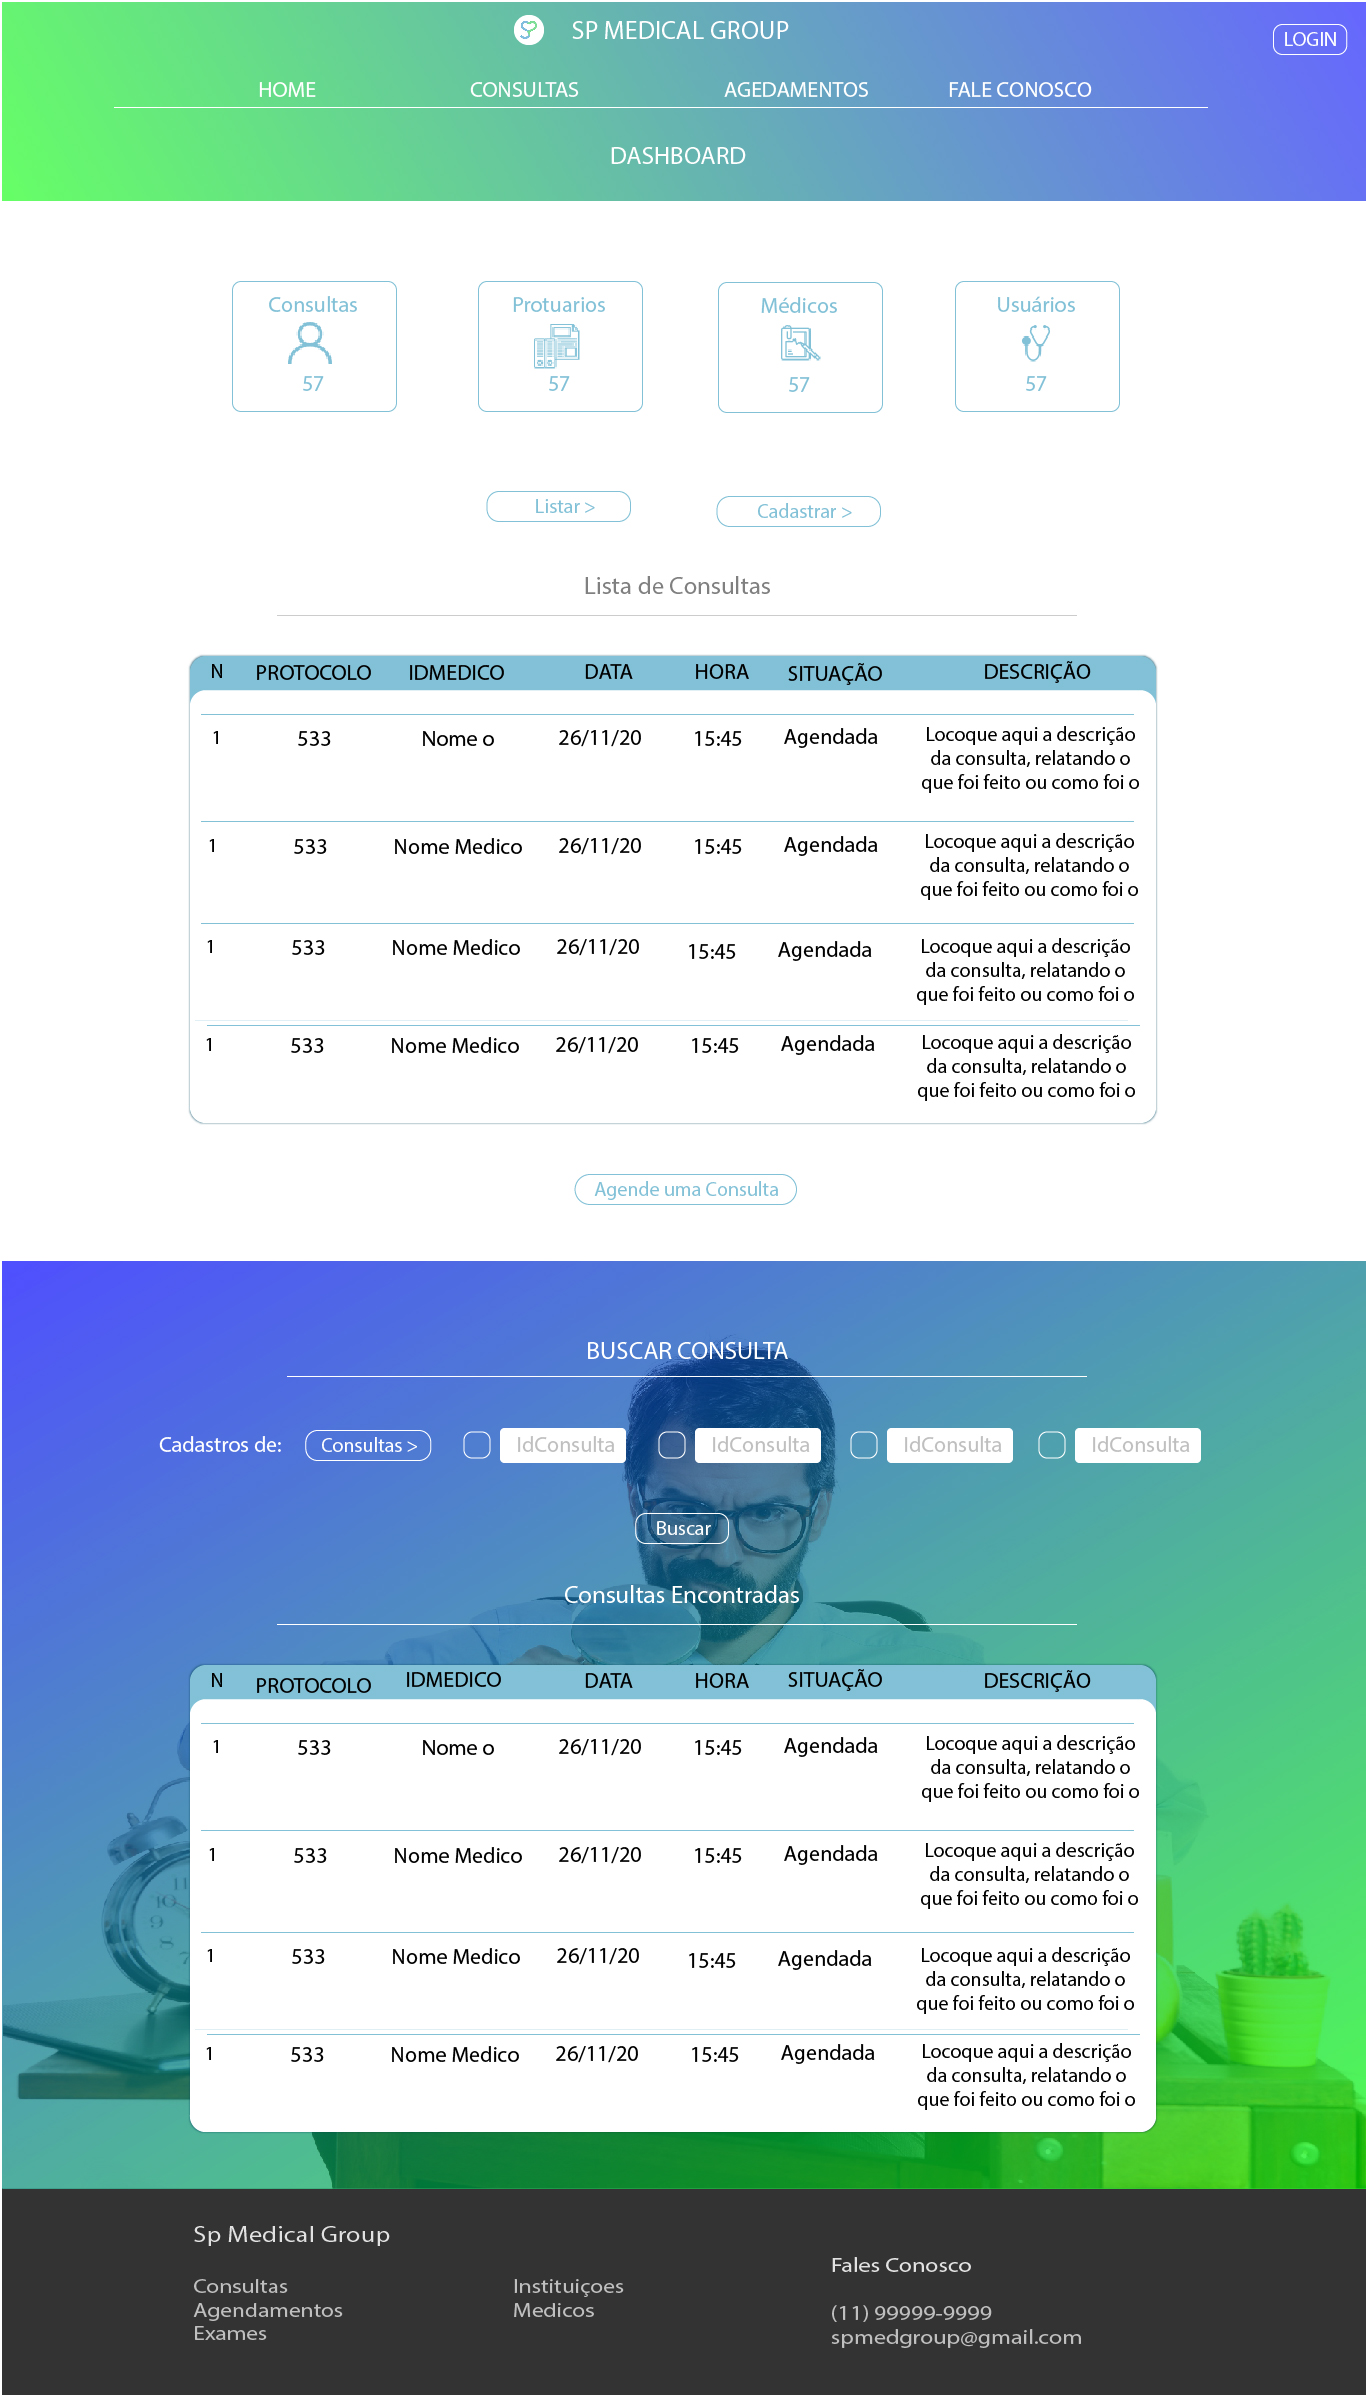 SP MEDICAL GROUP
LOGIN
HOME CONSULTAS AGEDAMENTOS FALE CONOSCO
DASHBOARD
Consultas Protuarios Médicos Usuários
57 57 57 57
Listar > Cadastrar >
Lista de Consultas
N PROTOCOLO IDMEDICO DATA HORA SITUAÇÃO DESCRIÇÃO
1 533 Nome o 26/11/20 15:45 Agendada Locoque aqui a descrição
da consulta, relatando o
que foi feito ou como foi o
1 533 Nome Medico 26/11/20 15:45 Agendada Locoque aqui a descrição
da consulta, relatando o
que foi feito ou como foi o
1 533 Nome Medico 26/11/20 15:45 Agendada Locoque aqui a descrição
da consulta, relatando o
que foi feito ou como foi o
1 533 Nome Medico 26/11/20 15:45 Agendada Locoque aqui a descrição
da consulta, relatando o
que foi feito ou como foi o
Agende uma Consulta
BUSCAR CONSULTA
Cadastros de: Consultas > IdConsulta IdConsulta IdConsulta IdConsulta
Buscar
Consultas Encontradas
N PROTOCOLO IDMEDICO DATA HORA SITUAÇÃO DESCRIÇÃO
1 533 Nome o 26/11/20 15:45 Agendada Locoque aqui a descrição
da consulta, relatando o
que foi feito ou como foi o
1 533 Nome Medico 26/11/20 15:45 Agendada Locoque aqui a descrição
da consulta, relatando o
que foi feito ou como foi o
1 533 Nome Medico 26/11/20 15:45 Agendada Locoque aqui a descrição
da consulta, relatando o
que foi feito ou como foi o
1 533 Nome Medico 26/11/20 15:45 Agendada Locoque aqui a descrição
da consulta, relatando o
que foi feito ou como foi o
Sp Medical Group
Consultas
Agendamentos
Exames
Instituiçoes
Medicos
Fales Conosco
(11) 99999-9999
spmedgroup@gmail.com